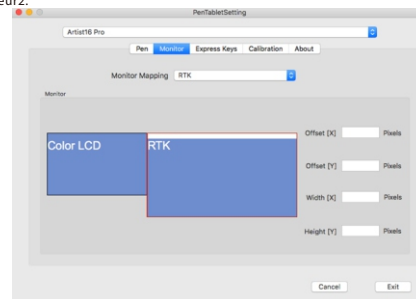 eur2.
PenTabletSetting
Artist16 Pro
Pen Monitor Express Keys Calibration About
Monitor Mapping RTK
Monitor
Color LCD RTK
Offset [X] Pixels
Offset [Y] Pixels
Width [X] Pixels
Height [Y] Pixels
Cancel Exit